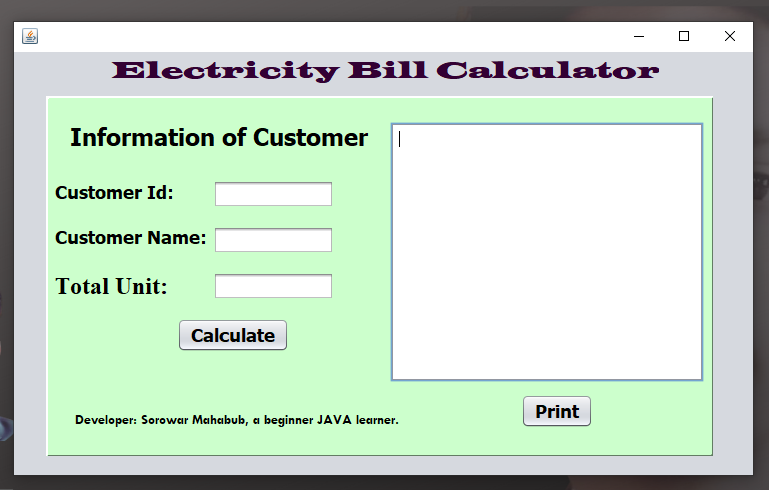 Electricity Bill Calculator
Information of Customer
Customer Id:
Customer Name:
Total Unit:
Calculate
Print
Developer: Sorowar Mahabub, a beginner JAVA learner.